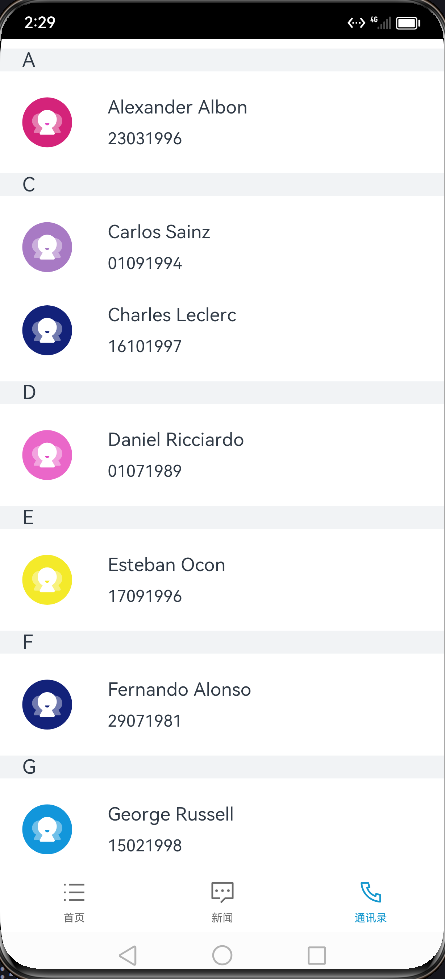 2:29
4G
A
Alexander Albon
23031996
C
Carlos Sainz
01091994
Charles Leclerc
16101997
D
Daniel Ricciardo
01071989
E
Esteban Ocon
17091996
F
Fernando Alonso
29071981
G
George Russell
15021998
首页
新闻
通讯录